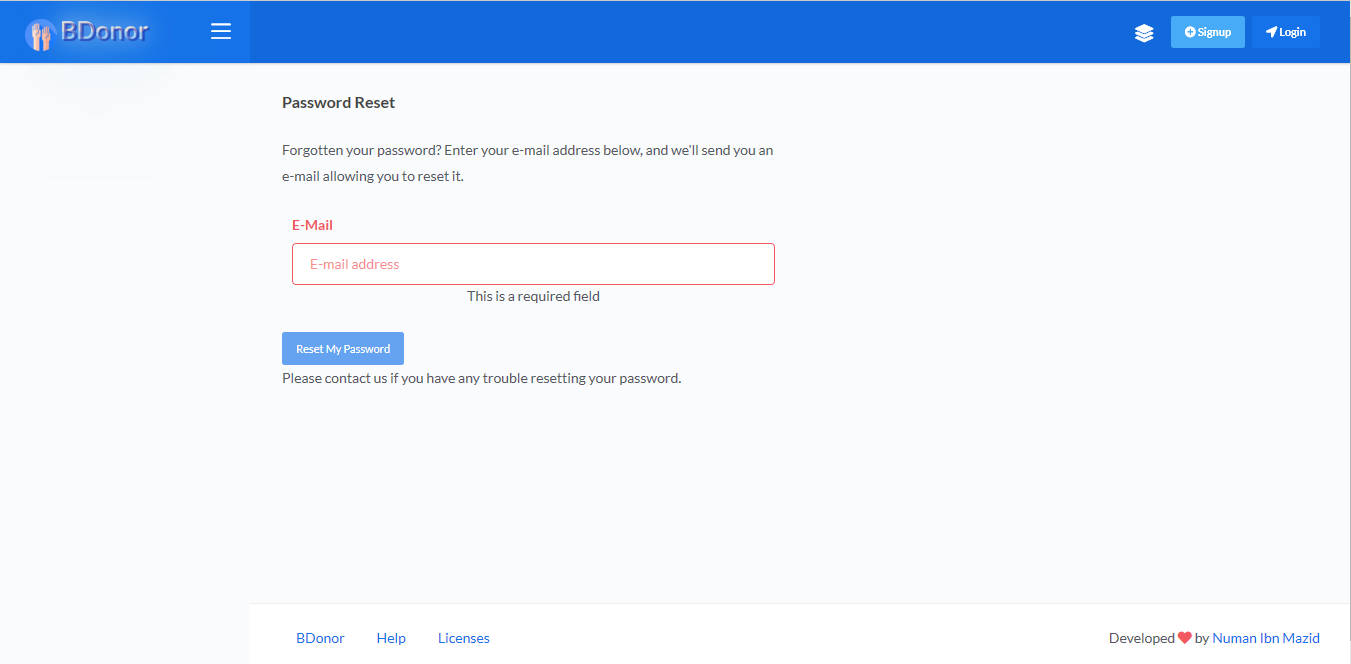 BDonor
Signup
Login
Password Reset
Forgotten your password? Enter your e-mail address below, and we'll send you an
e-mail allowing you to reset it.
E-Mail
E-mail address
This is a required field
Reset My Password
Please contact us if you have any trouble resetting your password.
BDonor Help Licenses
Developed ❤ by Numan Ibn Mazid